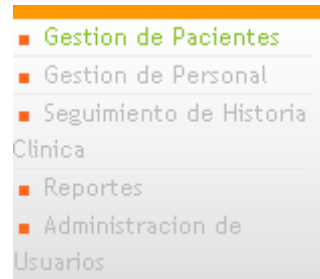 Gestion de Pacientes
Gestion de Personal
Seguimiento de Historia
Clinica
Reportes
Administracion de
Usuarios